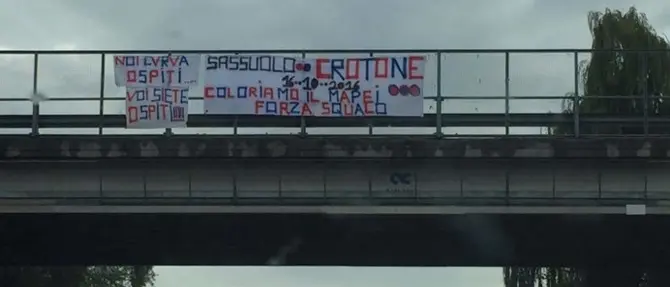 NOI CURVA
OSPITI...
VOI SIETE
OSPITI!!!
SASSUOLO CROTONE
16-10-2016
COLORIAMO IL MAPEI
FORZA SQUALO